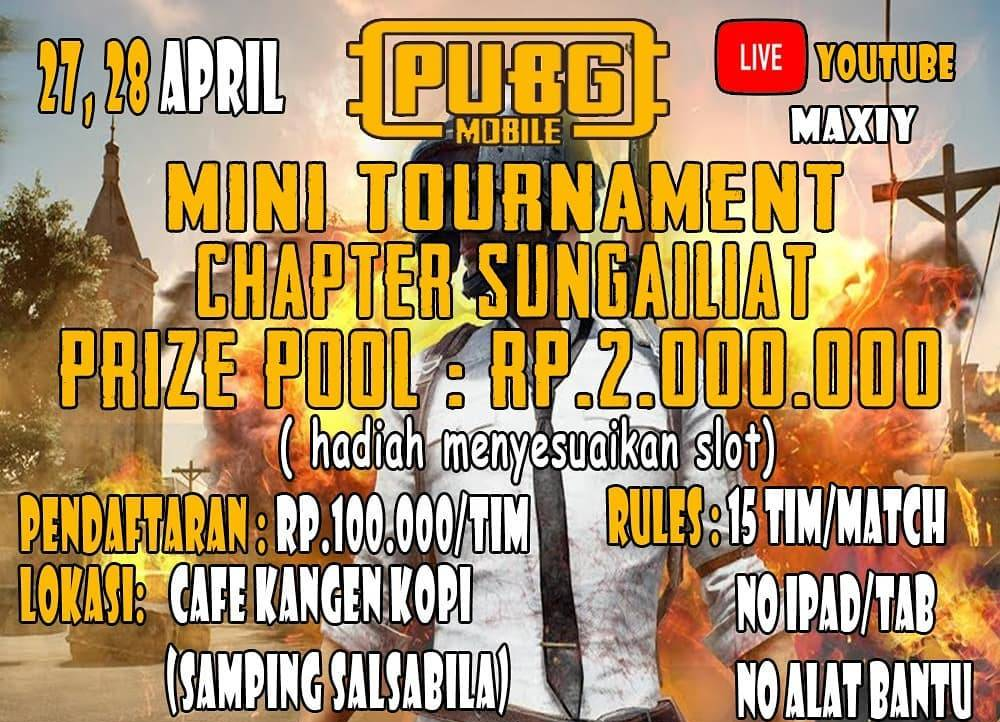 27, 28 APRIL
PUBG
MOBILE
LIVE YOUTUBE
MAXIY
MINI TOURNAMENT
CHAPTER SUNGAILIAT
PRIZE POOL : RP.2.000.000
( hadiah menyesuaikan slot)
PENDAFTARAN : RP.100.000/TIM
LOKASI: CAFE KANGEN KOPI
(SAMPING SALSABILA)
RULES : 15 TIM/MATCH
NO IPAD/TAB
NO ALAT BANTU